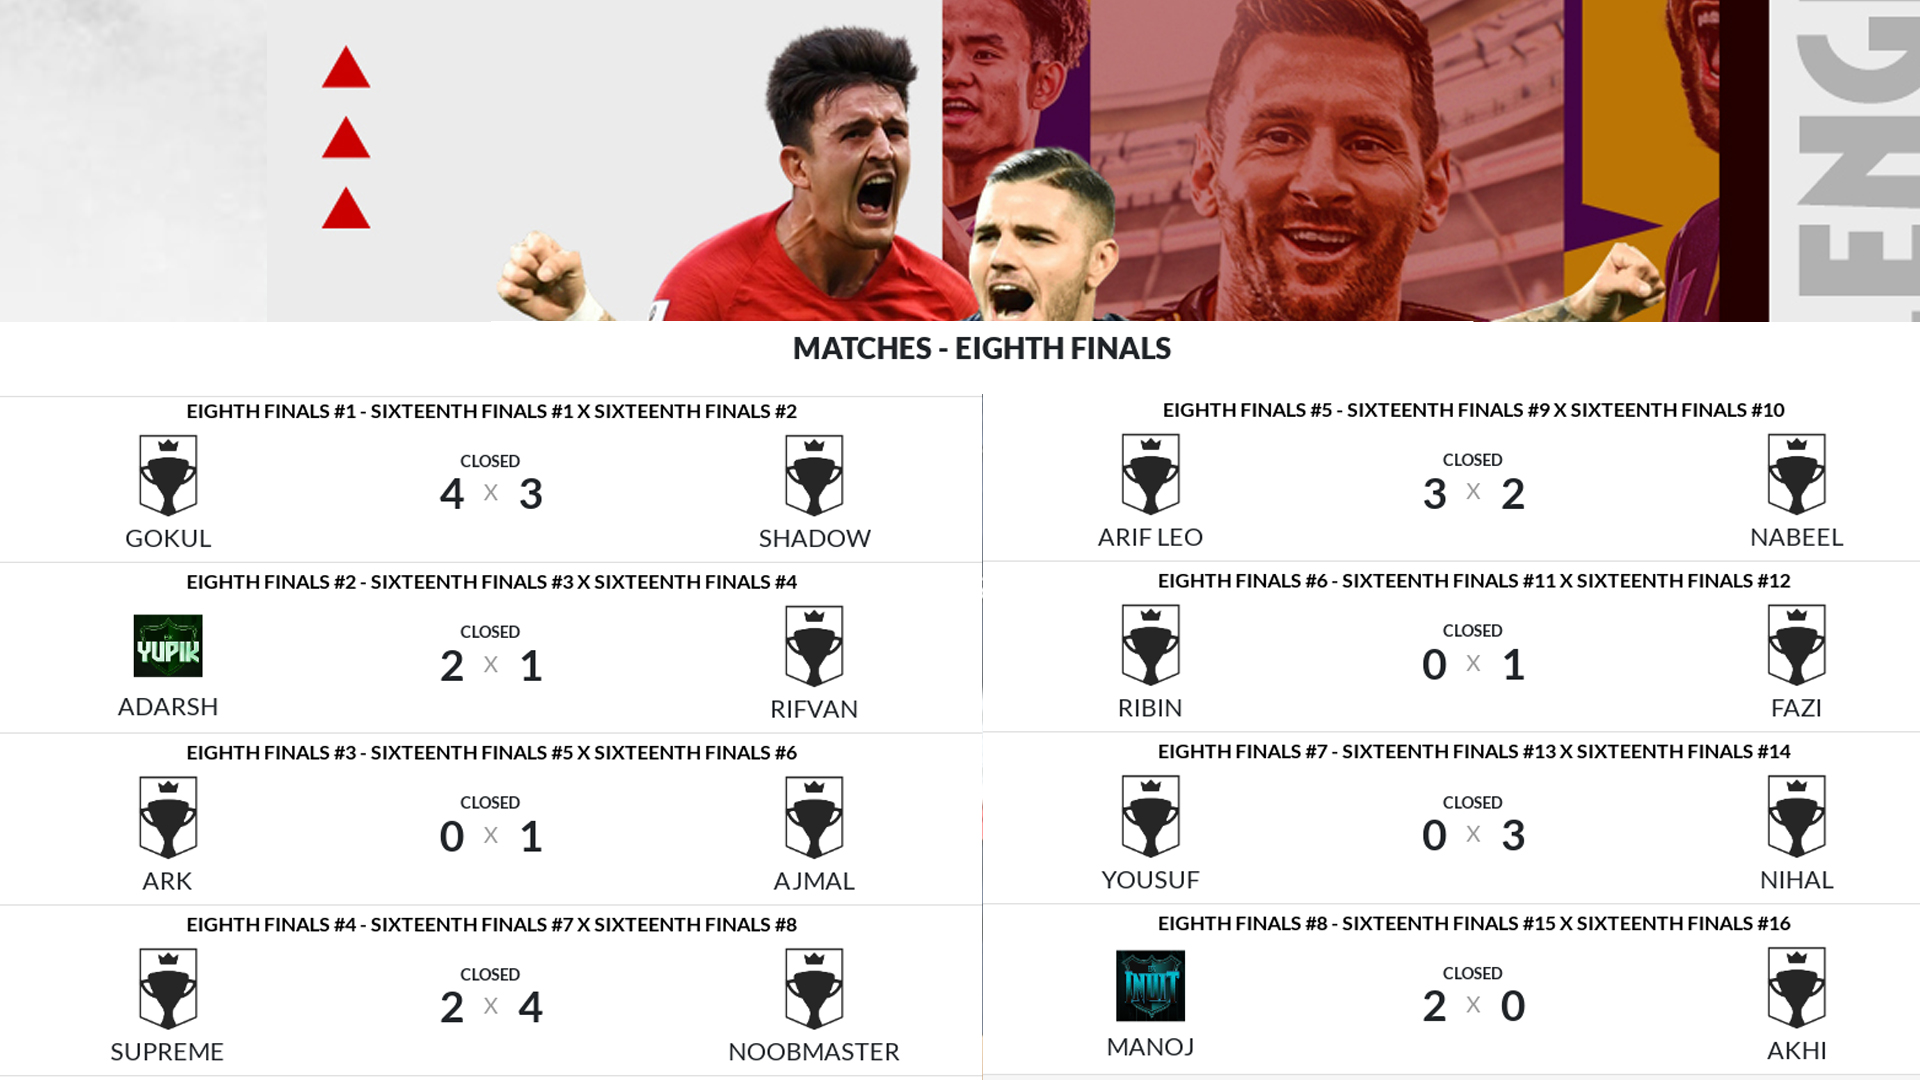 ENG
MATCHES - EIGHTH FINALS
EIGHTH FINALS #1 - SIXTEENTH FINALS #1 X SIXTEENTH FINALS #2
CLOSED
4 X 3
GOKUL
SHADOW
EIGHTH FINALS #2 - SIXTEENTH FINALS #3 X SIXTEENTH FINALS #4
YUPIK
CLOSED
2 X 1
ADARSH
RIFVAN
EIGHTH FINALS #3 - SIXTEENTH FINALS #5 X SIXTEENTH FINALS #6
CLOSED
0 X 1
ARK
AJMAL
EIGHTH FINALS #4 - SIXTEENTH FINALS #7 X SIXTEENTH FINALS #8
CLOSED
2 X 4
SUPREME
NOOBMASTER
EIGHTH FINALS #5 - SIXTEENTH FINALS #9 X SIXTEENTH FINALS #10
CLOSED
3 X 2
ARIF LEO
NABEEL
EIGHTH FINALS #6 - SIXTEENTH FINALS #11 X SIXTEENTH FINALS #12
CLOSED
0 X 1
RIBIN
FAZI
EIGHTH FINALS #7 - SIXTEENTH FINALS #13 X SIXTEENTH FINALS #14
CLOSED
0 X 3
YOUSUF
NIHAL
EIGHTH FINALS #8 - SIXTEENTH FINALS #15 X SIXTEENTH FINALS #16
INUIT
CLOSED
2 X 0
MANOJ
AKHI